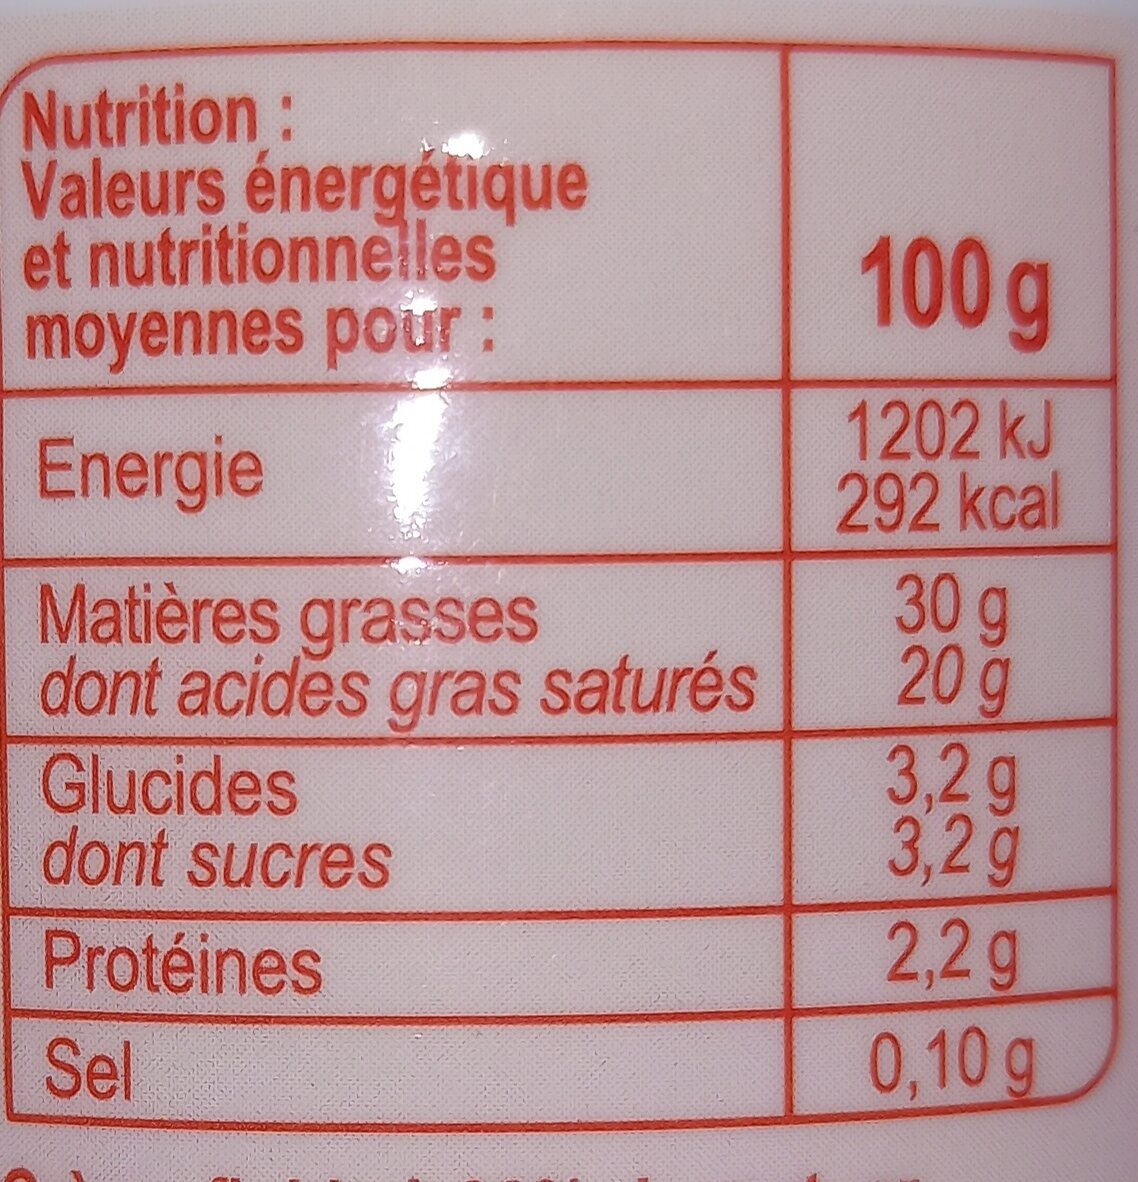 Nutrition :
Valeurs énergétique
et nutritionnelles
moyennes pour :
100 g
Energie
1202 kJ
292 kcal
Matières grasses
30 g
dont acides gras saturés
20 g
Glucides
3,2 g
dont sucres
3,2 g
Protéines
2,2 g
Sel
0,10 g